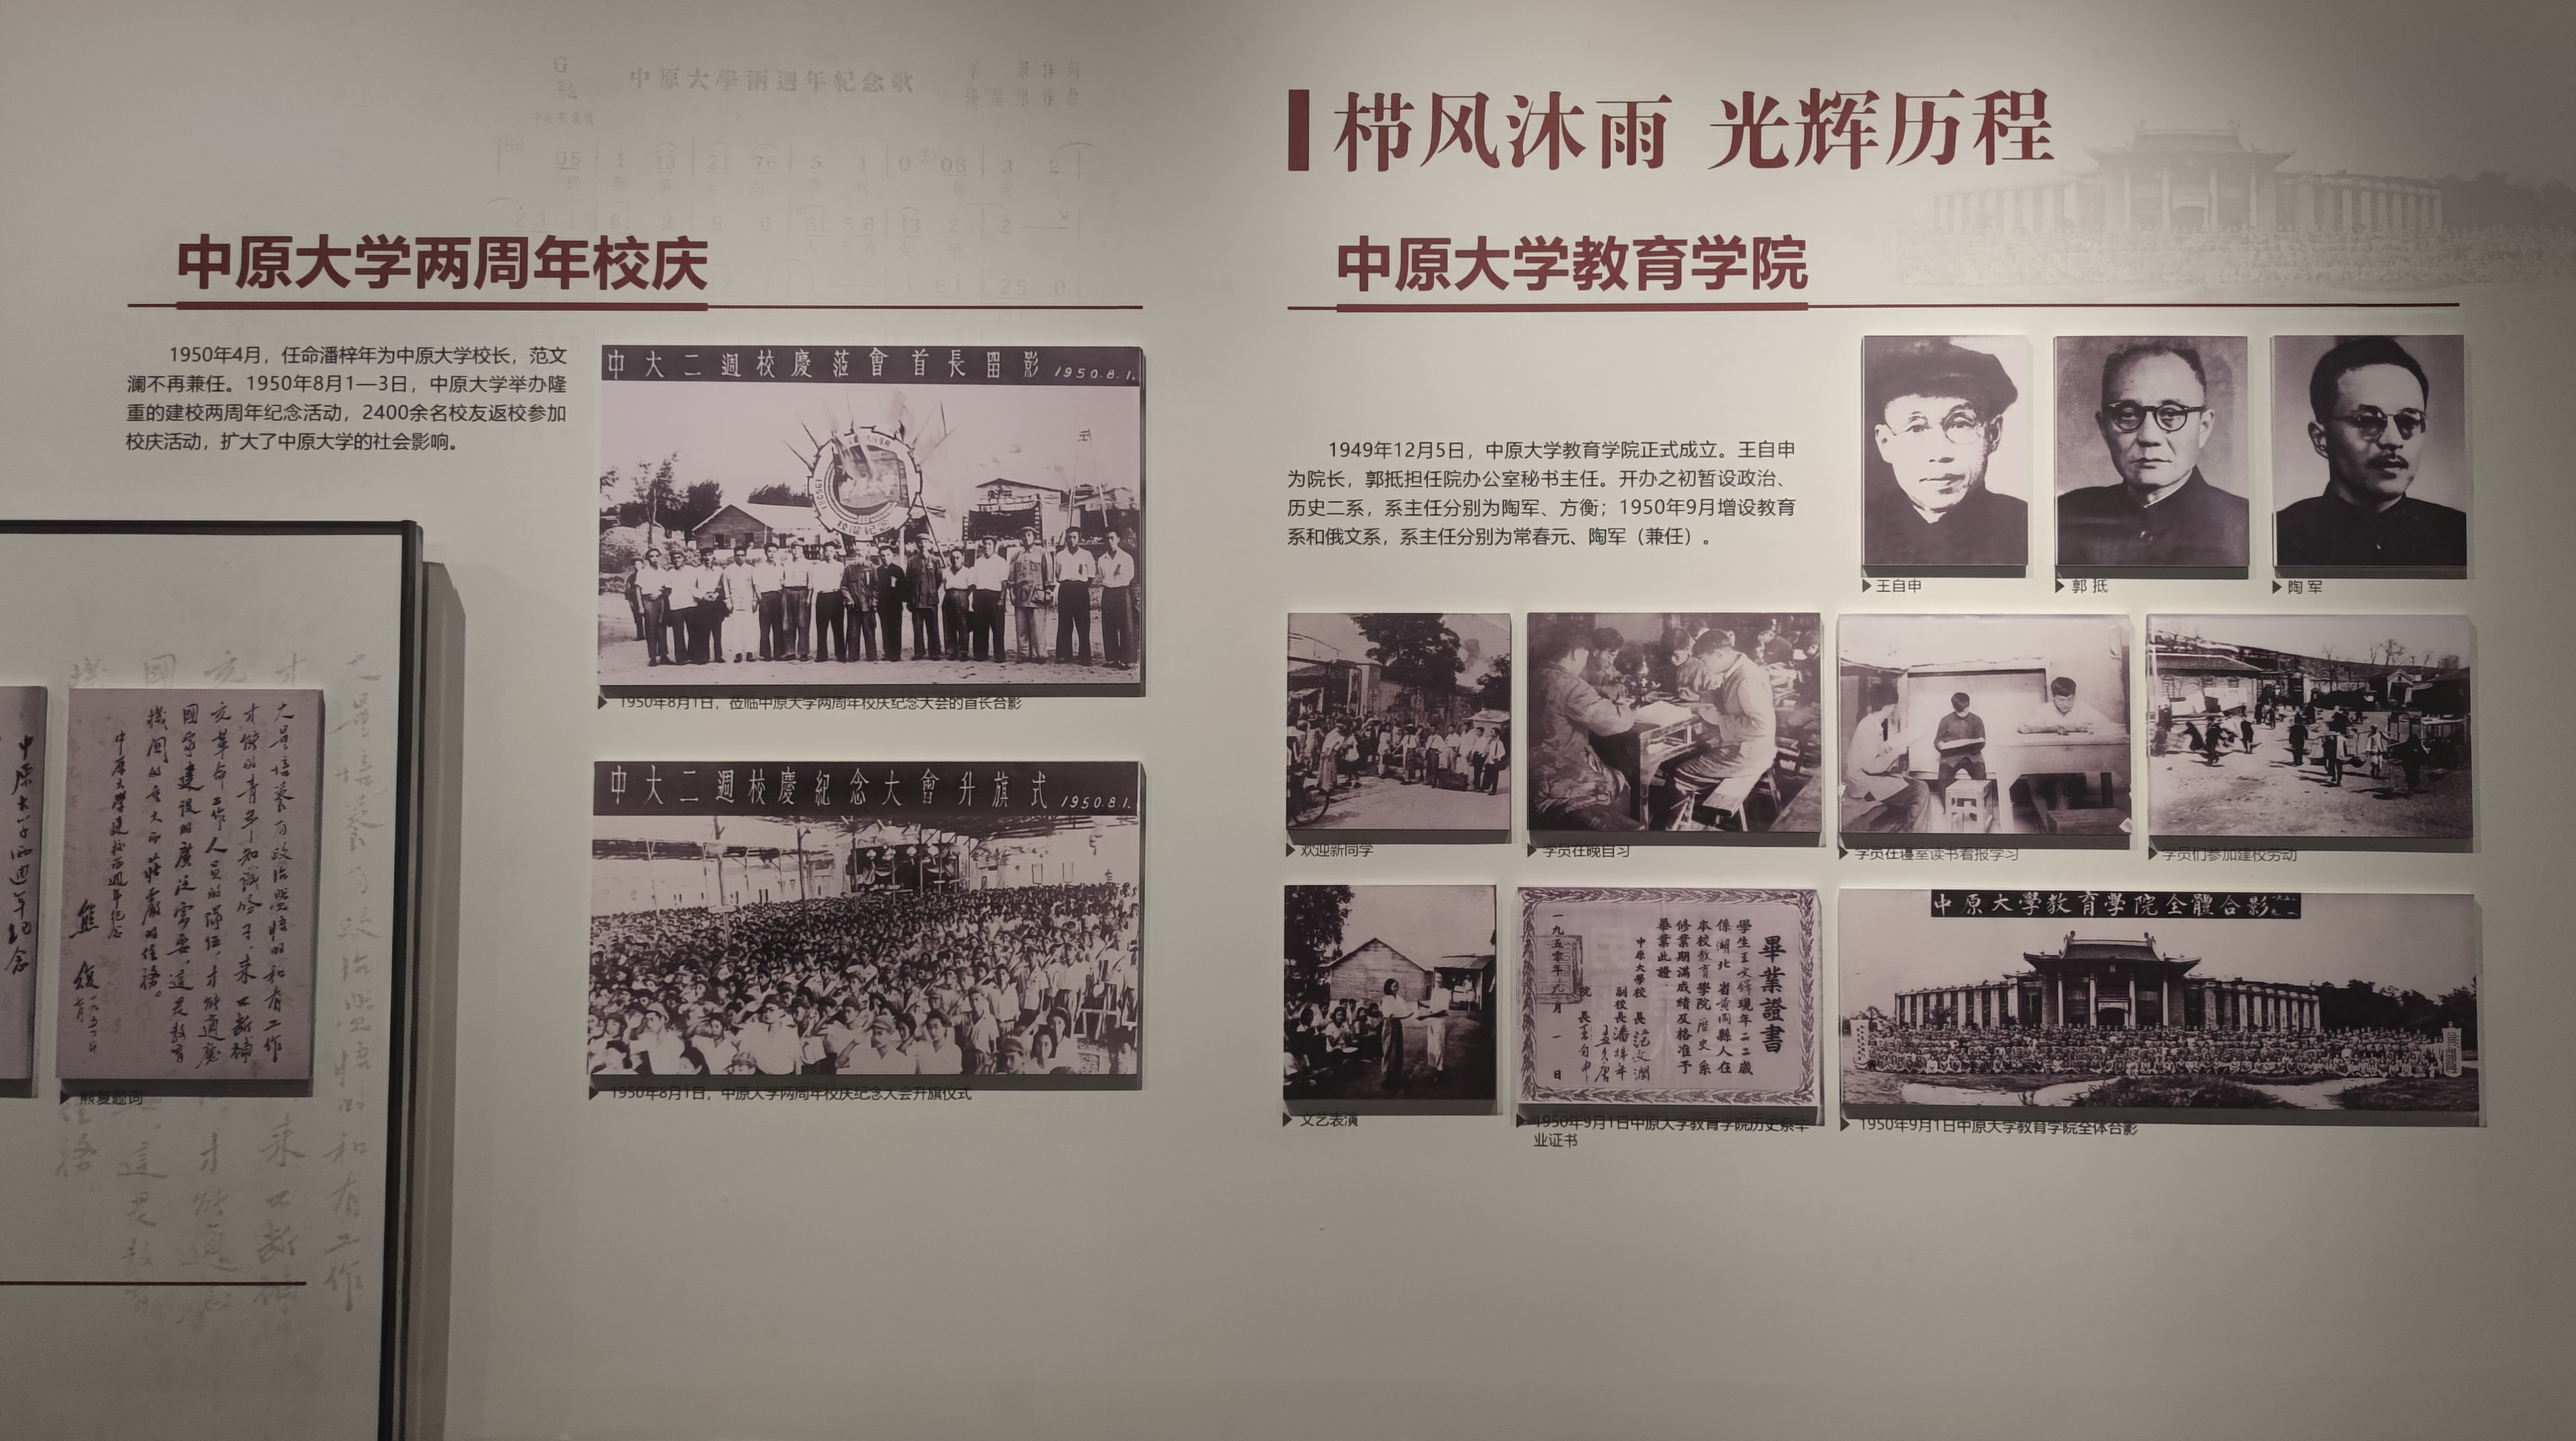 中原大學兩週年紀念歌
中原大学两周年校庆
1950年4月，任命潘梓年为中原大学校长，范文
澜不再兼任。1950年8月1—3日，中原大学举办隆
重的建校两周年纪念活动，2400余名校友返校参加
校庆活动，扩大了中原大学的社会影响。
中大二週校慶蒞會首長留影 1950.8.1.
1950年8月1日，莅临中原大学两周年校庆纪念大会的首长合影
中大二週校慶紀念大會升旗式 1950.8.1.
1950年8月1日，中原大学两周年校庆纪念大会升旗仪式
大量培養有政治覺悟的和有工作
才能的青年知識份子，来不斷補
充革命工作人員的隊伍，才能適應
國家建设的廣泛需要，這是教育
機関的重大而莊嚴的任務。
中原大學建校兩週年纪念
熊復
熊复题词
栉风沐雨 光辉历程
中原大学教育学院
1949年12月5日，中原大学教育学院正式成立。王自申
为院长，郭抵担任院办公室秘书主任。开办之初暂设政治、
历史二系，系主任分别为陶军、方衡；1950年9月增设教育
系和俄文系，系主任分别为常春元、陶军（兼任）。
王自申
郭 抵
陶 军
欢迎新同学
学员在晚自习
学员在寝室读书看报学习
学员们参加建校劳动
文艺表演
畢業證書
學生王文輝現年二二歲
係湖北省黄岡縣人在
本校教育學院歷史系
修業期滿成績及格准予
畢業此證
中原大學校長范文瀾
副校長潘梓年
孟夫唐
院長王自申
一九五零年九月一日
1950年9月1日中原大学教育学院历史系毕
业证书
中原大學教育學院全體合影
1950年9月1日中原大学教育学院全体合影